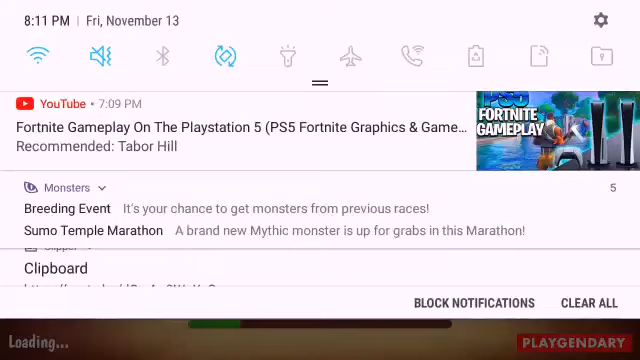 8:11 PM Fri, November 13
YouTube • 7:09 PM
Fortnite Gameplay On The Playstation 5 (PS5 Fortnite Graphics & Game...
Recommended: Tabor Hill
PS5
FORTNITE
GAMEPLAY
Monsters 5
Breeding Event It's your chance to get monsters from previous races!
Sumo Temple Marathon A brand new Mythic monster is up for grabs in this Marathon!
Clipper
Clipboard
BLOCK NOTIFICATIONS CLEAR ALL
Loading... PLAYGENDARY